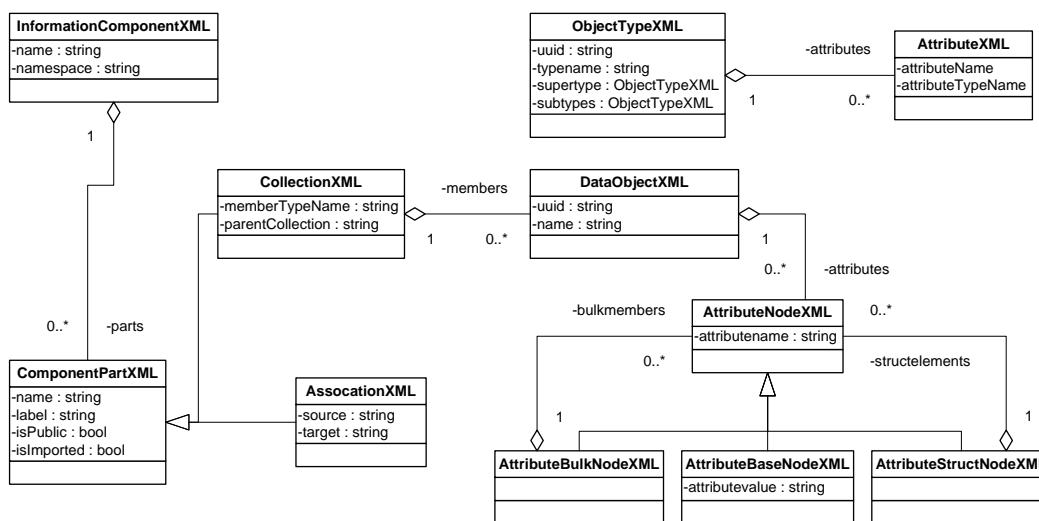 InformationComponentXML
-name : string
-namespace : string
1
0..*
-parts
ObjectTypeXML
-uuid : string
-typename : string
-supertype : ObjectTypeXML
-subtypes : ObjectTypeXML
-attributes
1
0..*
AttributeXML
-attributeName
-attributeTypeName
CollectionXML
-memberTypeName : string
-parentCollection : string
-members
1
0..*
DataObjectXML
-uuid : string
-name : string
1
0..*
-attributes
-bulkmembers
0..*
1
AttributeNodeXML
-attributename : string
0..*
-structelements
1
ComponentPartXML
-name : string
-label : string
-isPublic : bool
-isImported : bool
AssocationXML
-source : string
-target : string
AttributeBulkNodeXML
AttributeBaseNodeXML
-attributevalue : string
AttributeStructNodeXML